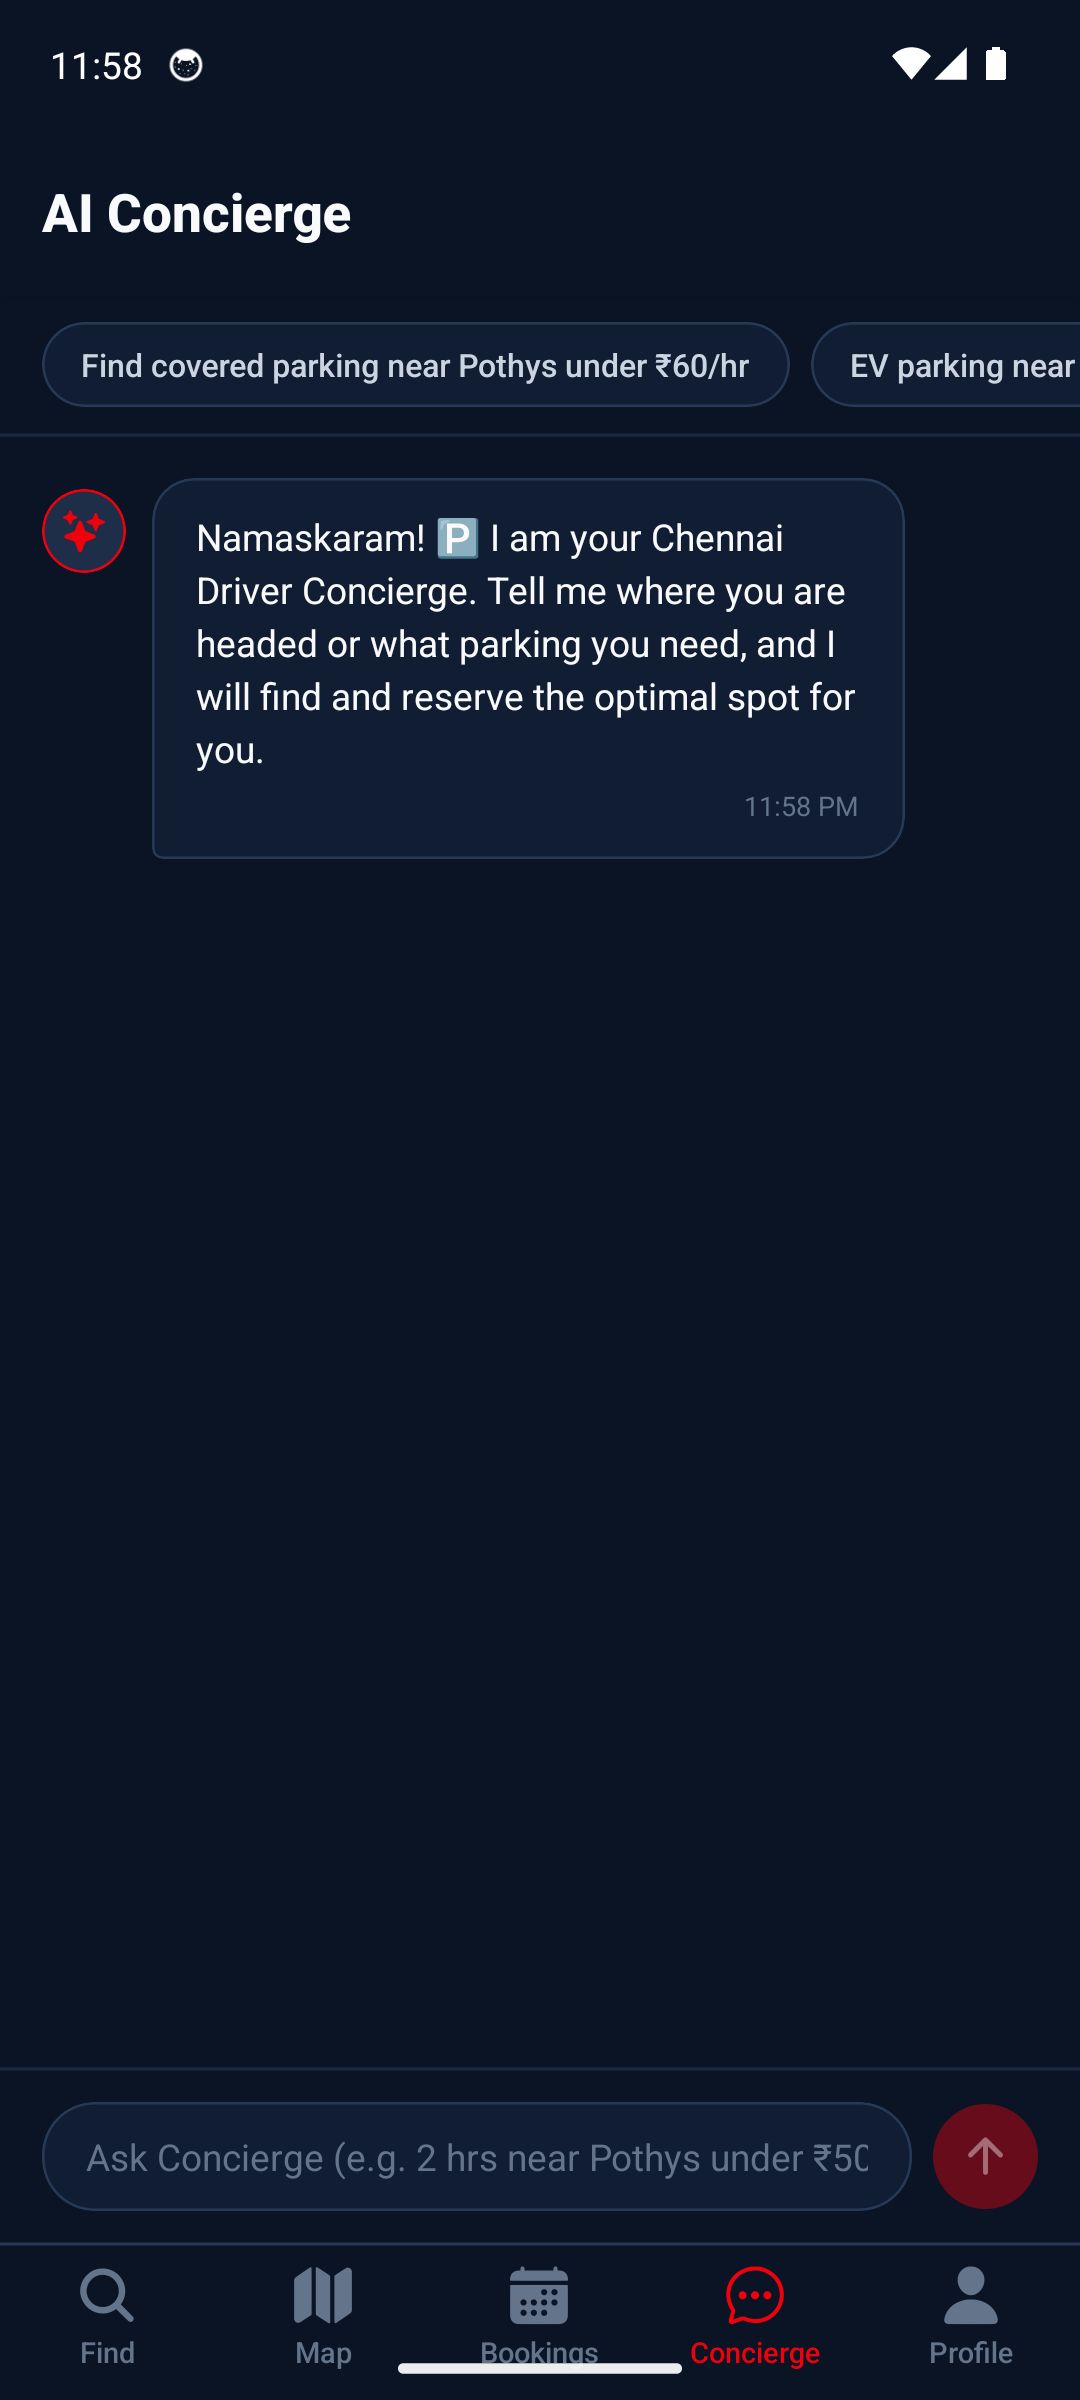 11:58
AI Concierge
Find covered parking near Pothys under ₹60/hr
EV parking near
Namaskaram! 🅿️ I am your Chennai
Driver Concierge. Tell me where you are
headed or what parking you need, and I
will find and reserve the optimal spot for
you.
11:58 PM
Ask Concierge (e.g. 2 hrs near Pothys under ₹50
Find
Map
Bookings
Concierge
Profile